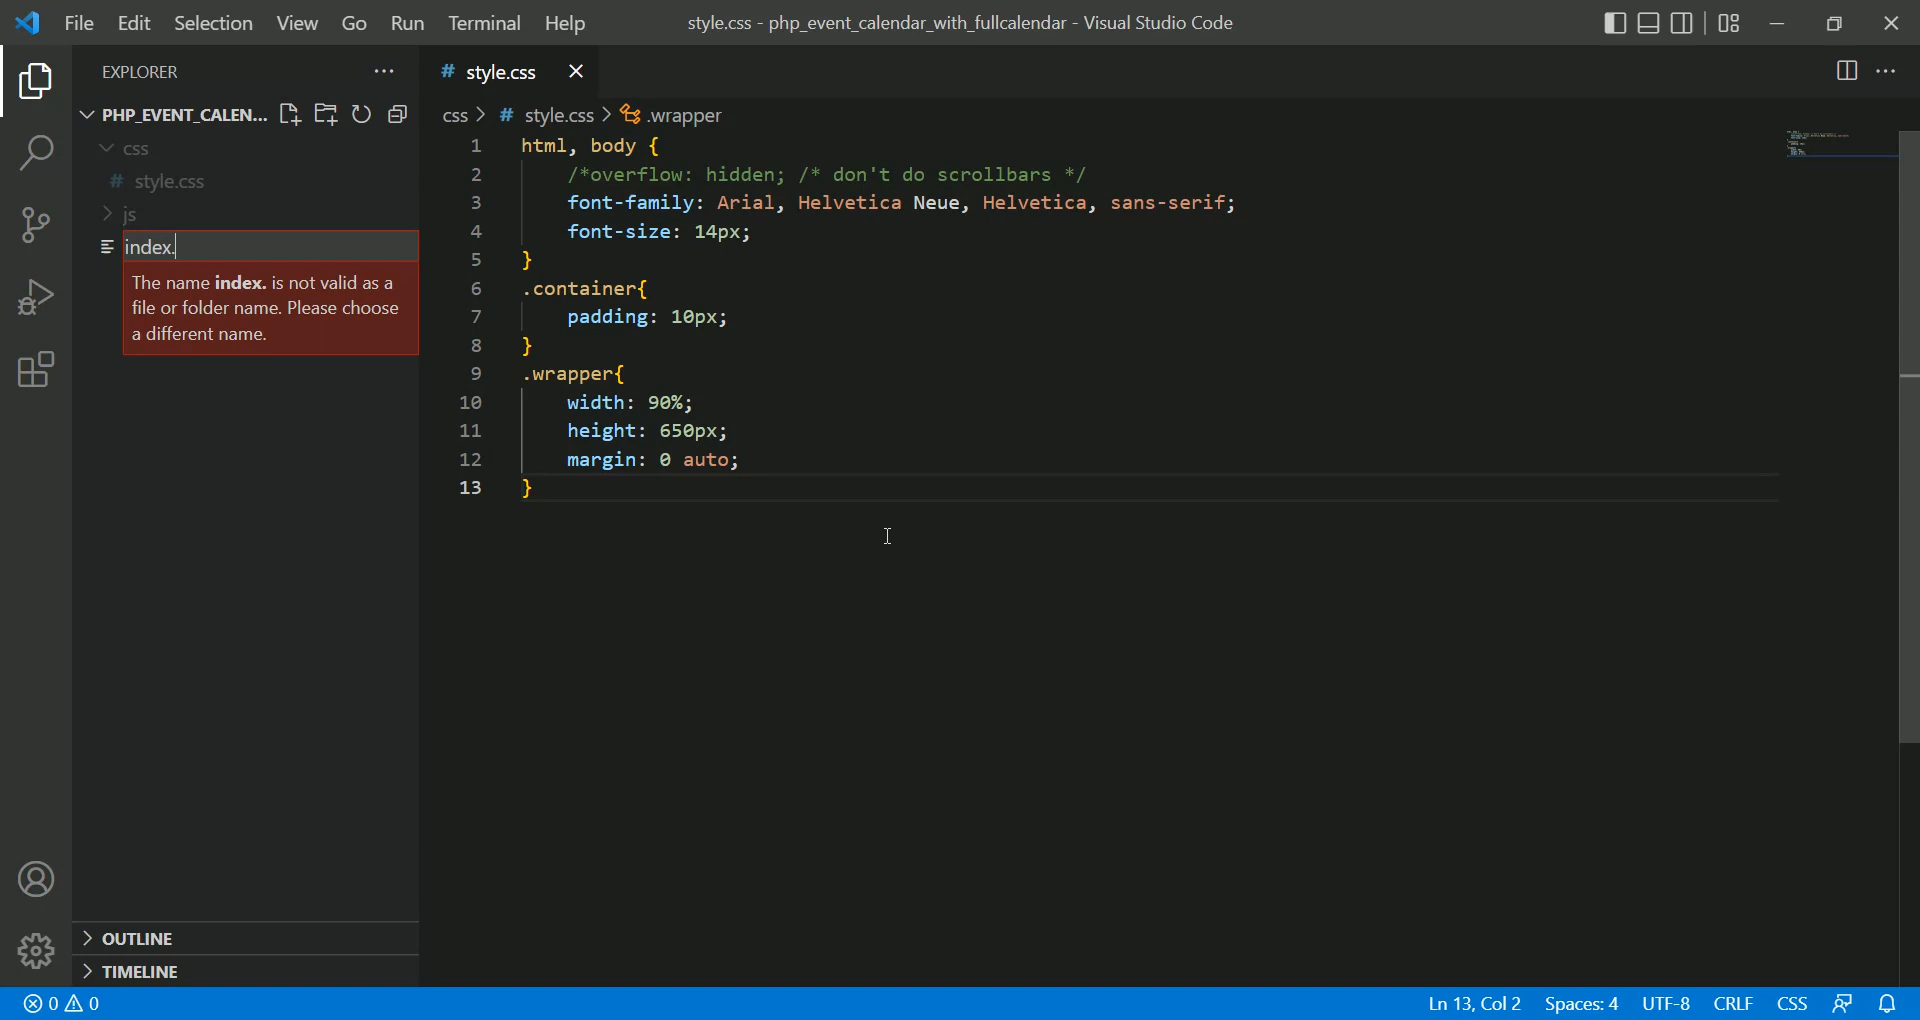 File Edit Selection View Go Run Terminal Help
style.css - php_event_calendar_with_fullcalendar - Visual Studio Code
EXPLORER
PHP_EVENT_CALEN...
css
# style.css
js
index.
The name index. is not valid as a
file or folder name. Please choose
a different name.
OUTLINE
TIMELINE
# style.css
css > # style.css > .wrapper
1 html, body {
2 /*overflow: hidden; /* don't do scrollbars */
3 font-family: Arial, Helvetica Neue, Helvetica, sans-serif;
4 font-size: 14px;
5 }
6 .container{
7 padding: 10px;
8 }
9 .wrapper{
10 width: 90%;
11 height: 650px;
12 margin: 0 auto;
13 }
0 0
Ln 13, Col 2 Spaces: 4 UTF-8 CRLF CSS